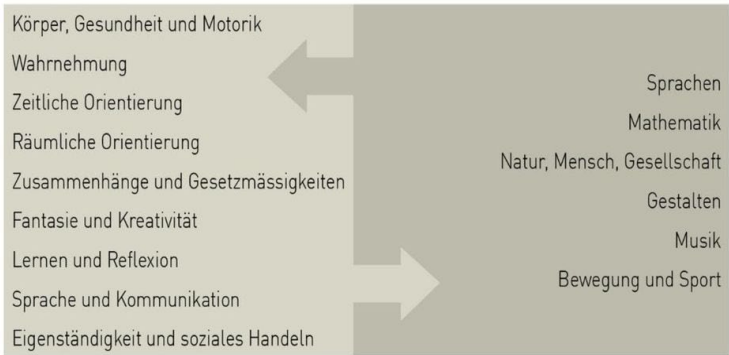 Körper, Gesundheit und Motorik
Wahrnehmung
Zeitliche Orientierung
Räumliche Orientierung
Zusammenhänge und Gesetzmässigkeiten
Fantasie und Kreativität
Lernen und Reflexion
Sprache und Kommunikation
Eigenständigkeit und soziales Handeln
Sprachen
Mathematik
Natur, Mensch, Gesellschaft
Gestalten
Musik
Bewegung und Sport